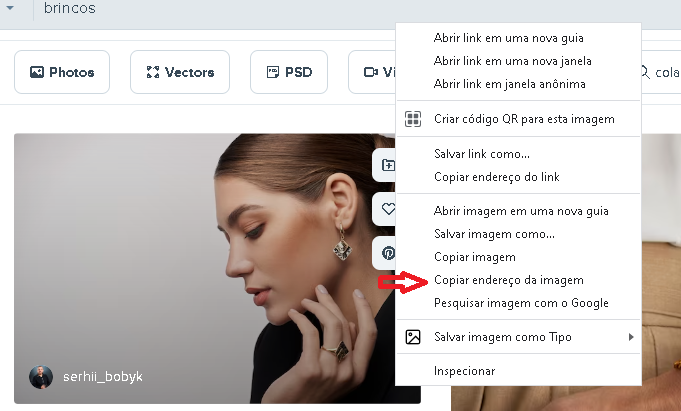 brincos
Photos
Vectors
PSD
Vi
cola
Abrir link em uma nova guia
Abrir link em uma nova janela
Abrir link em janela anônima
Criar código QR para esta imagem
Salvar link como...
Copiar endereço do link
Abrir imagem em uma nova guia
Salvar imagem como...
Copiar imagem
Copiar endereço da imagem
Pesquisar imagem com o Google
Salvar imagem como Tipo
Inspecionar
serhii_bobyk